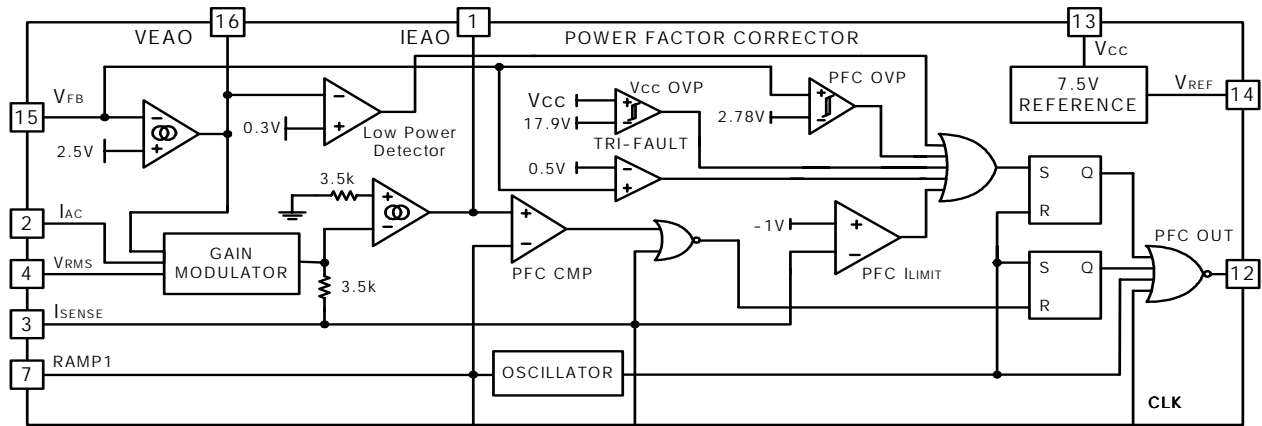 16
1
13
VEAO
IEAO
POWER FACTOR CORRECTOR
VCC
15
VFB
2.5V
0.3V
Low Power
Detector
VCC
17.9V
VCC OVP
TRI-FAULT
0.5V
2.78V
PFC OVP
7.5V
REFERENCE
VREF
14
2
IAC
3.5k
4
VRMS
GAIN
MODULATOR
3.5k
PFC CMP
-1V
PFC ILIMIT
S
Q
R
S
Q
R
PFC OUT
12
3
ISENSE
7
RAMP1
OSCILLATOR
CLK
+
-